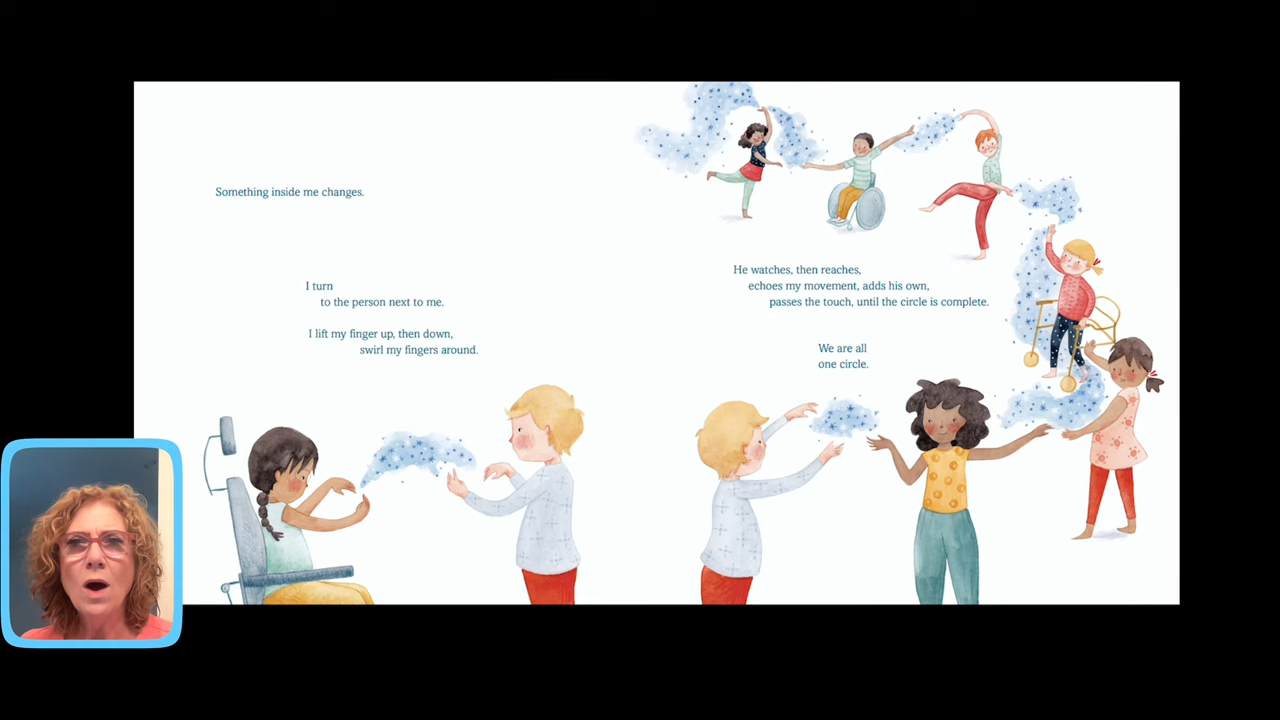 Something inside me changes.
I turn
to the person next to me.
I lift my finger up, then down,
swirl my fingers around.
He watches, then reaches,
echoes my movement, adds his own,
passes the touch, until the circle is complete.
We are all
one circle.